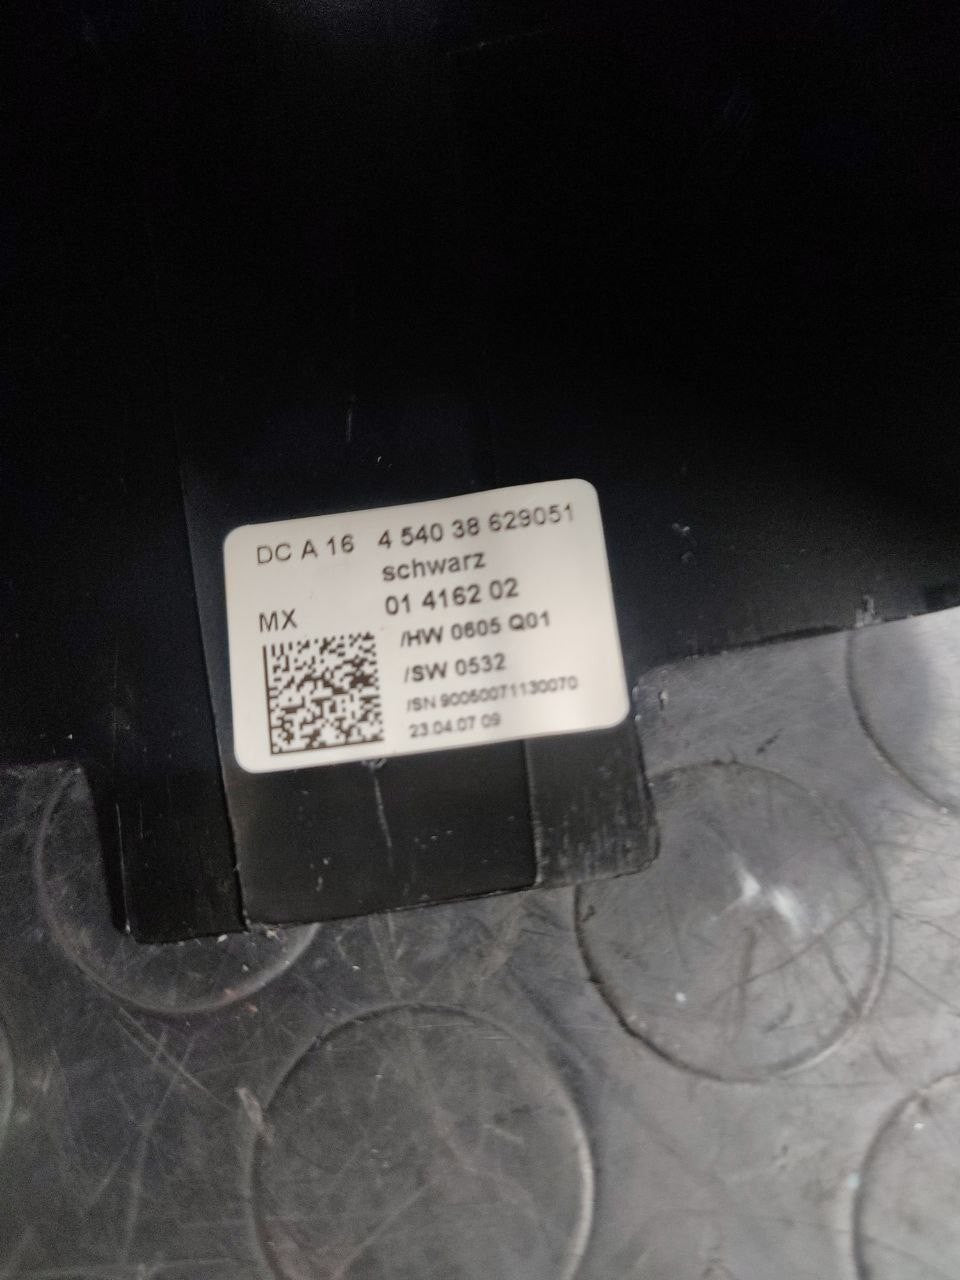 DC A 16 4 540 38 629051
schwarz
01 4162 02
MX
/HW 0605 Q01
/SW 0532
/SN 90050071130070
23.04.07 09